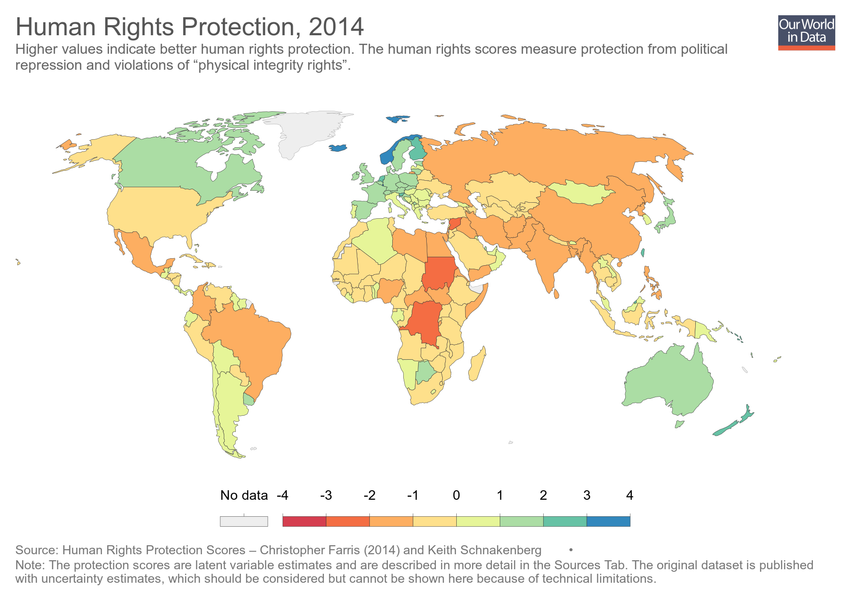 Human Rights Protection, 2014
Higher values indicate better human rights protection. The human rights scores measure protection from political
repression and violations of “physical integrity rights”.
Our World
in Data
No data -4 -3 -2 -1 0 1 2 3 4
Source: Human Rights Protection Scores – Christopher Farris (2014) and Keith Schnakenberg •
Note: The protection scores are latent variable estimates and are described in more detail in the Sources Tab. The original dataset is published
with uncertainty estimates, which should be considered but cannot be shown here because of technical limitations.